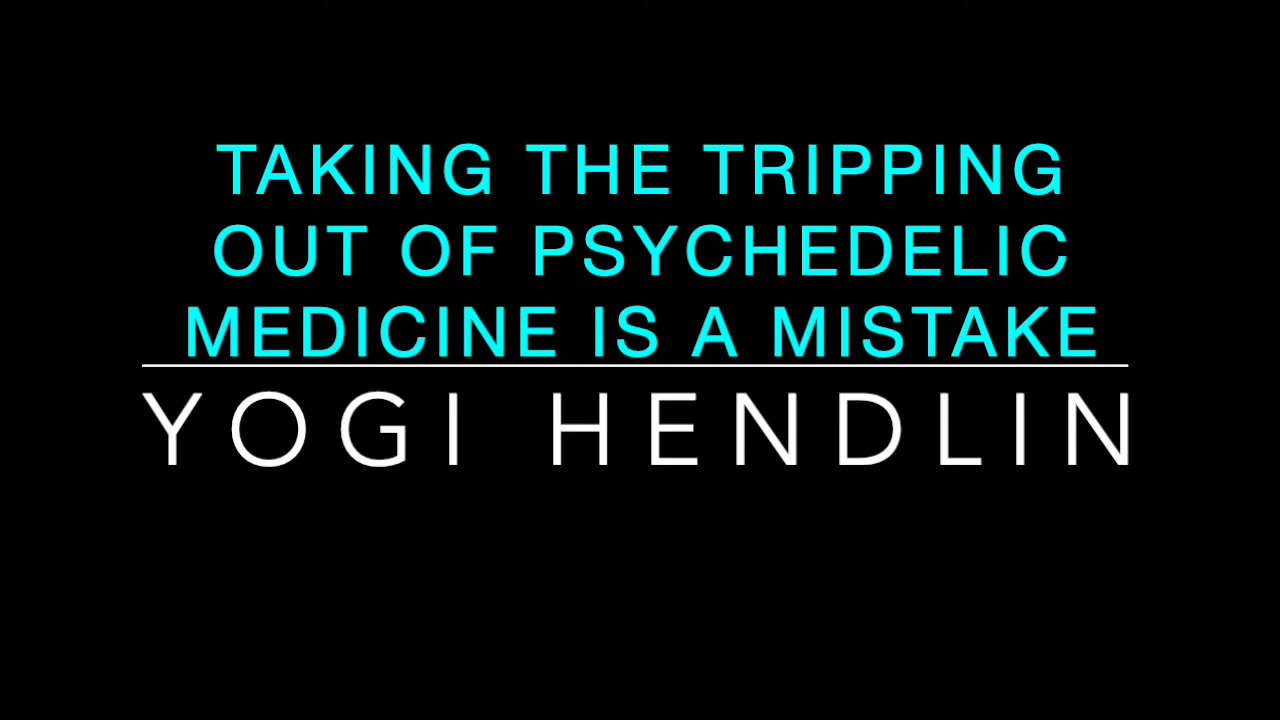 TAKING THE TRIPPING
OUT OF PSYCHEDELIC
MEDICINE IS A MISTAKE
YOGI HENDLIN